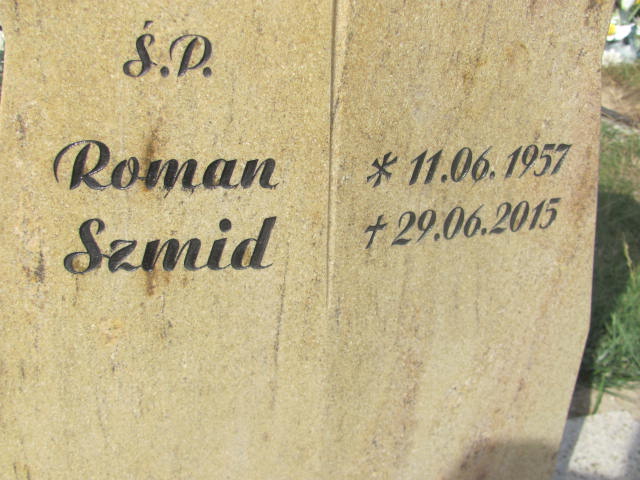 Ś.P.
Roman
Szmid
* 11.06.1957
† 29.06.2015